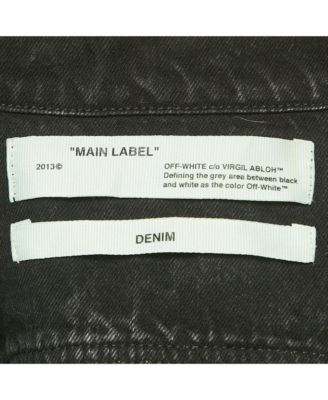 "MAIN LABEL"
2013©
OFF-WHITE c/o VIRGIL ABLOH™
Defining the grey area between black
and white as the color Off-White™
DENIM